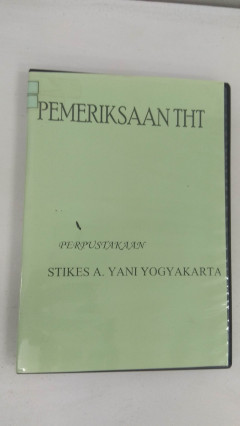 PEMERIKSAAN THT
PERPUSTAKAAN
STIKES A. YANI YOGYAKARTA